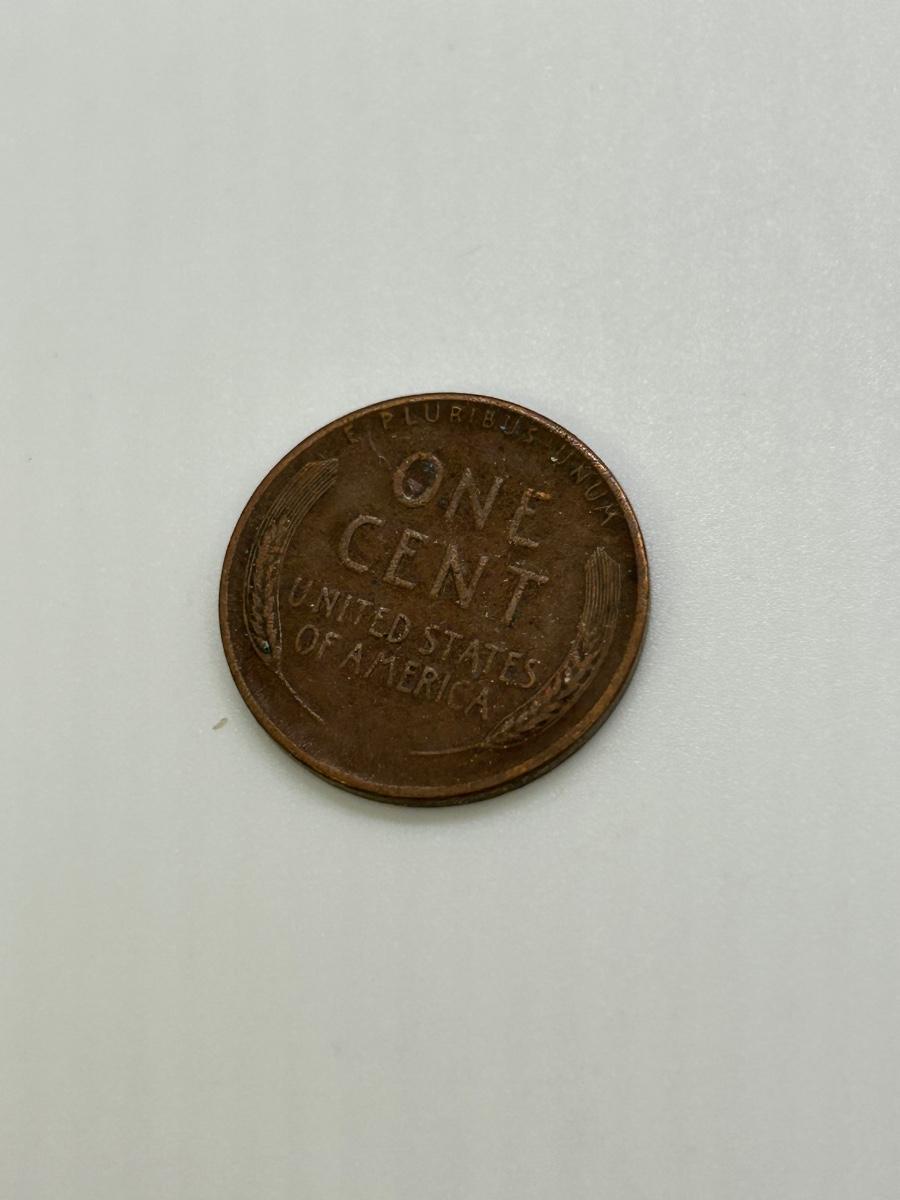 E PLURIBUS UNUM
ONE
CENT
UNITED STATES
OF AMERICA